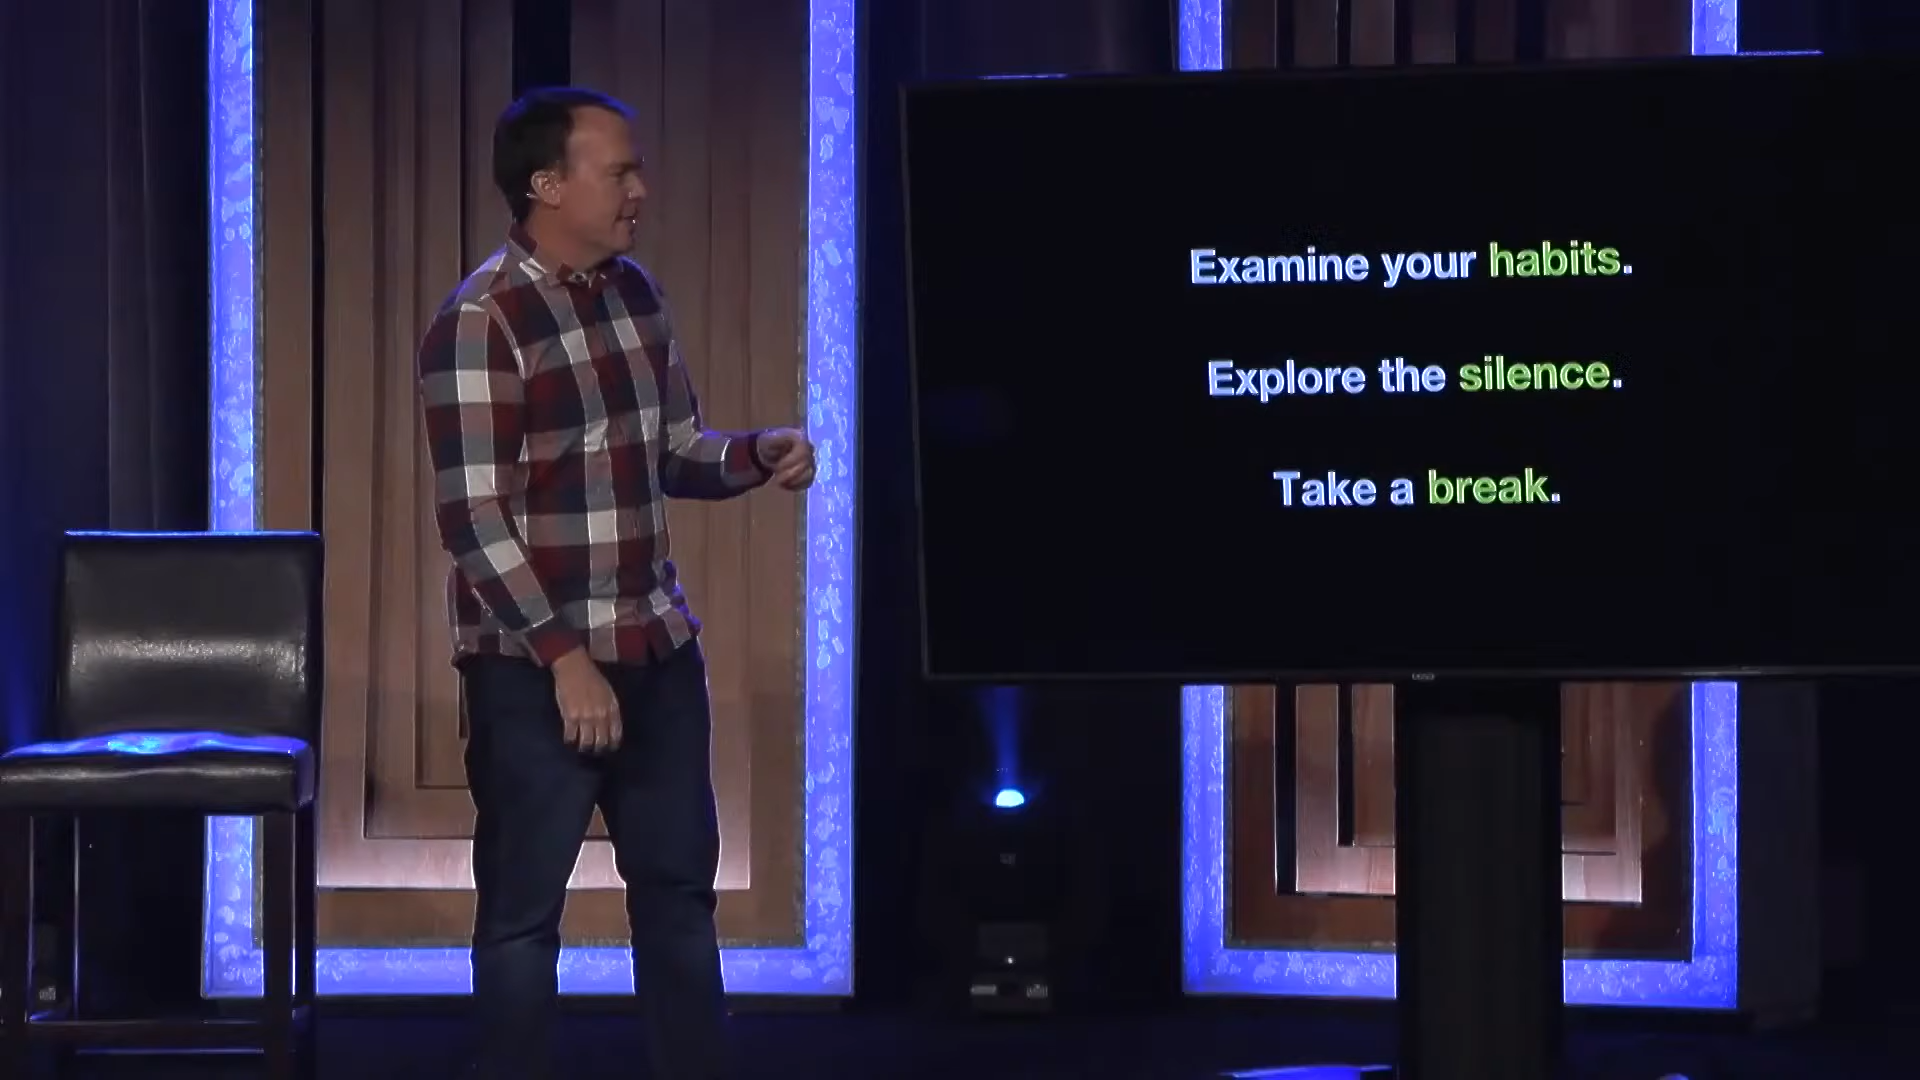 Examine your habits.
Explore the silence.
Take a break.